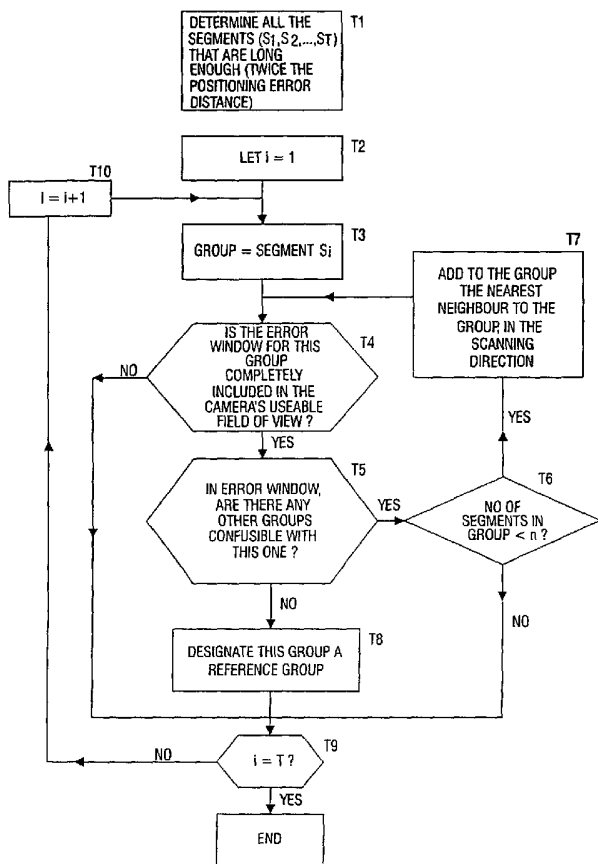 T1
DETERMINE ALL THE
SEGMENTS (S1,S2,...,ST)
THAT ARE LONG
ENOUGH (TWICE THE
POSITIONING ERROR
DISTANCE)
T2
LET i = 1
T10
I = i+1
T3
GROUP = SEGMENT Si
T7
ADD TO THE GROUP
THE NEAREST
NEIGHBOUR TO THE
GROUP, IN THE
SCANNING
DIRECTION
T4
IS THE ERROR
WINDOW FOR THIS
GROUP
COMPLETELY
INCLUDED IN THE
CAMERA'S USEABLE
FIELD OF VIEW ?
NO
YES
YES
T5
IN ERROR WINDOW,
ARE THERE ANY
OTHER GROUPS
CONFUSIBLE WITH
THIS ONE ?
YES
T6
NO OF
SEGMENTS IN
GROUP < n ?
NO
NO
T8
DESIGNATE THIS GROUP A
REFERENCE GROUP
T9
i = T ?
NO
YES
END